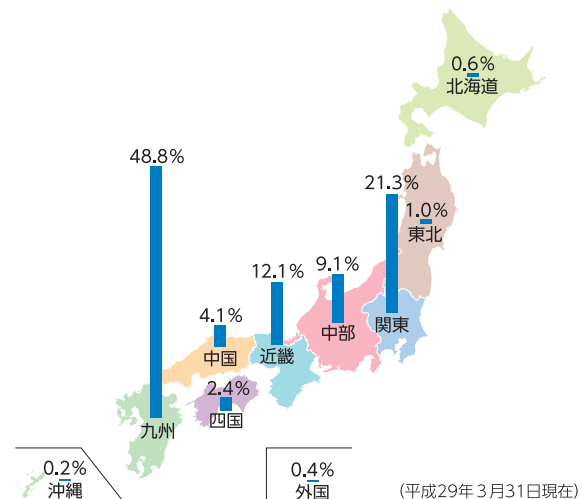 0.6%
北海道
48.8%
21.3%
1.0%
東北
12.1%
9.1%
4.1%
中部
関東
中国
近畿
2.4%
四国
九州
0.2%
沖縄
0.4%
外国
(平成29年3月31日現在)